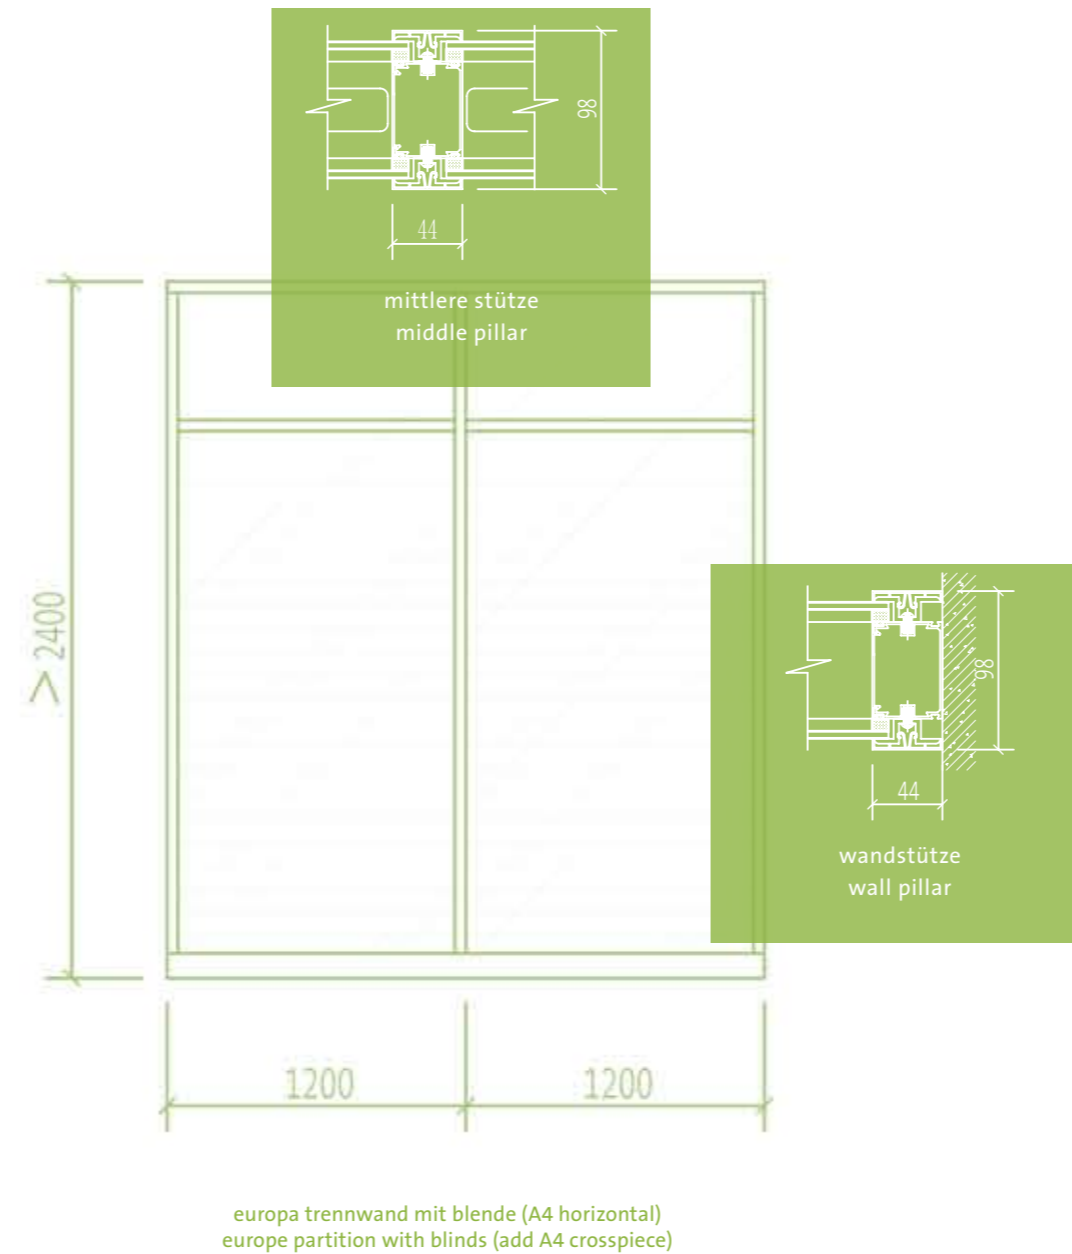 98
44
mittlere stütze
middle pillar
> 2400
98
44
wandstütze
wall pillar
1200
1200
europa trennwand mit blende (A4 horizontal)
europe partition with blinds (add A4 crosspiece)